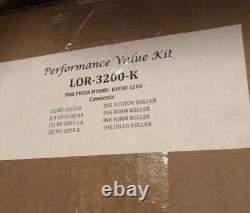 Performance Value Kit
LOR-3200-K
FOR PRESS MODEL: RYOBI 3200
Contents:
INK DUCTOR ROLLER
INK FORM ROLLER
INK FORM ROLLER
INK IDLER ROLLER